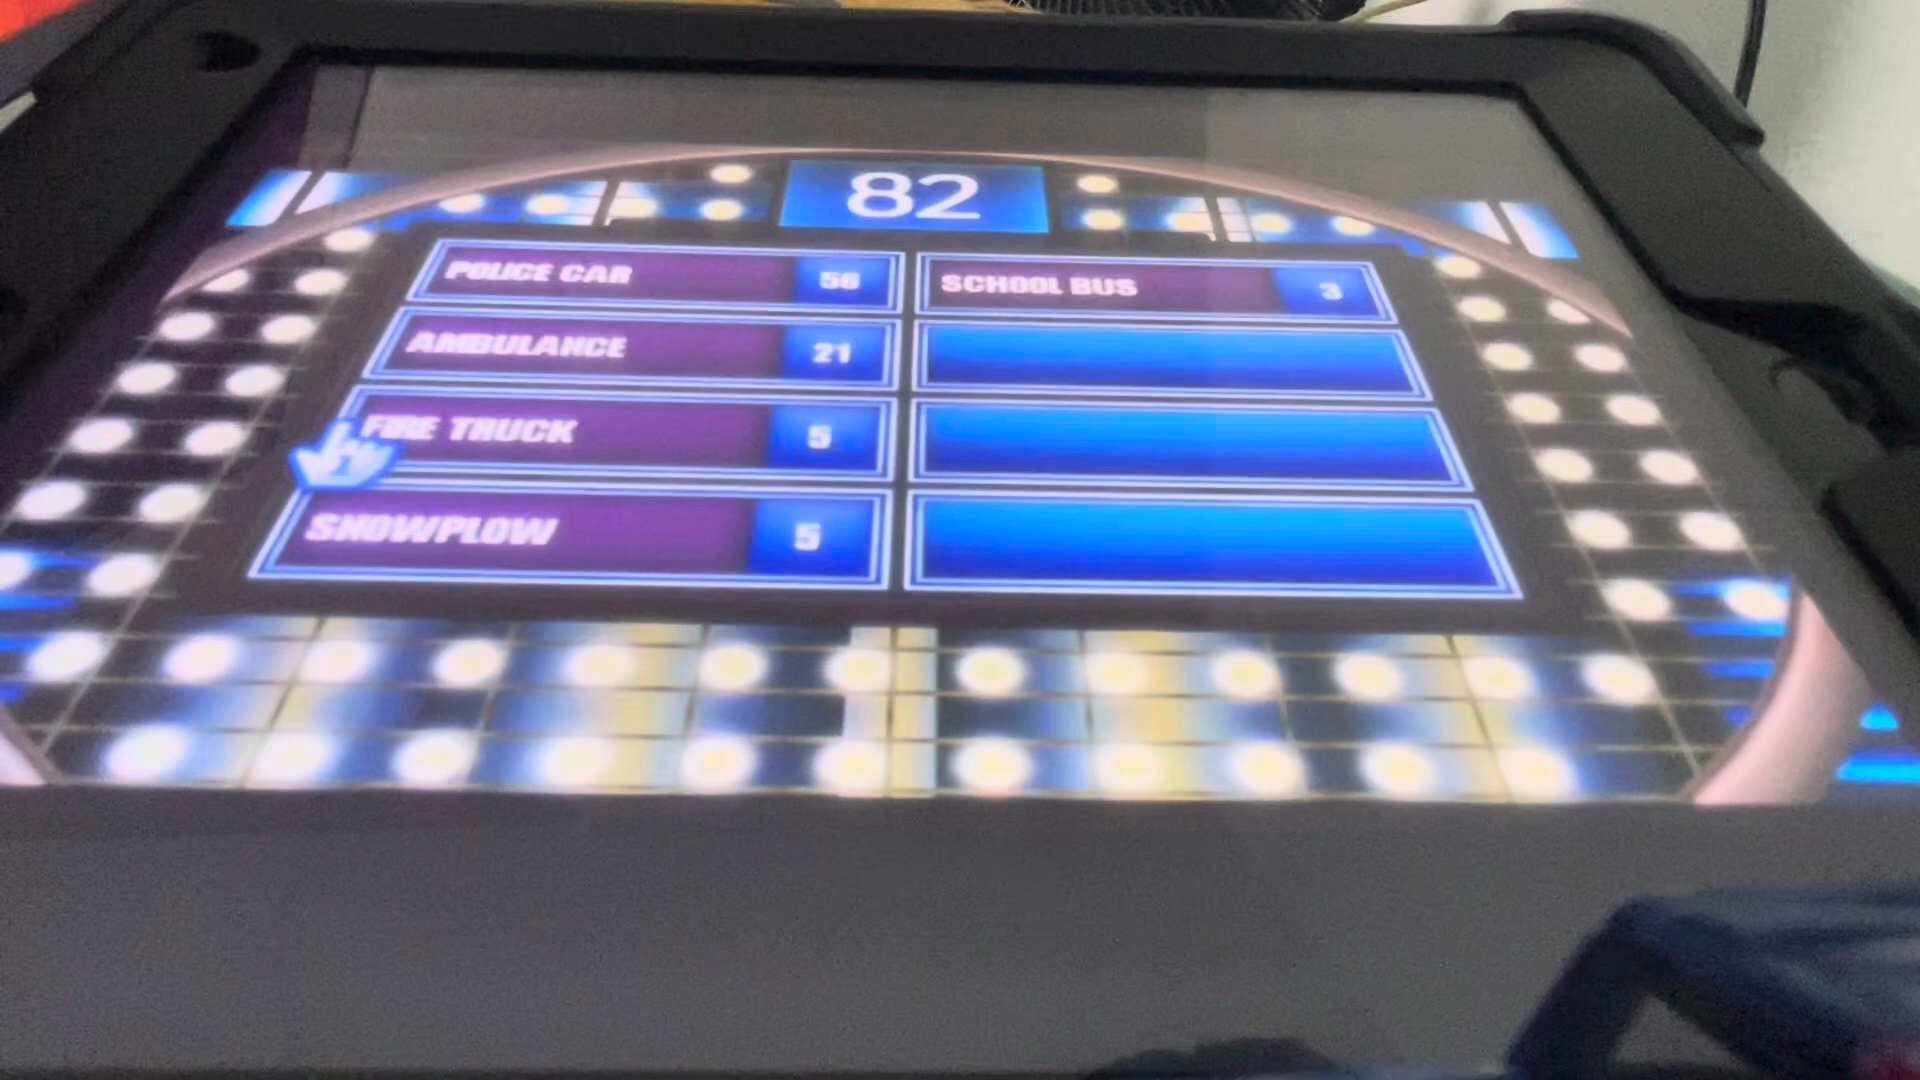 82
POLICE CAR 56
AMBULANCE 21
FIRE TRUCK 5
SNOWPLOW 5
SCHOOL BUS 3